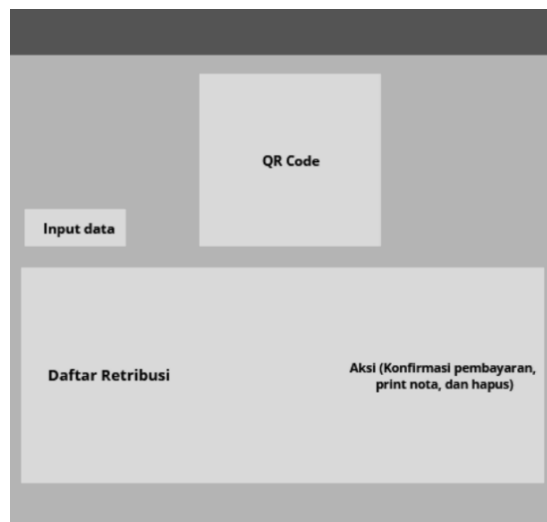 QR Code
Input data
Daftar Retribusi
Aksi (Konfirmasi pembayaran,
print nota, dan hapus)